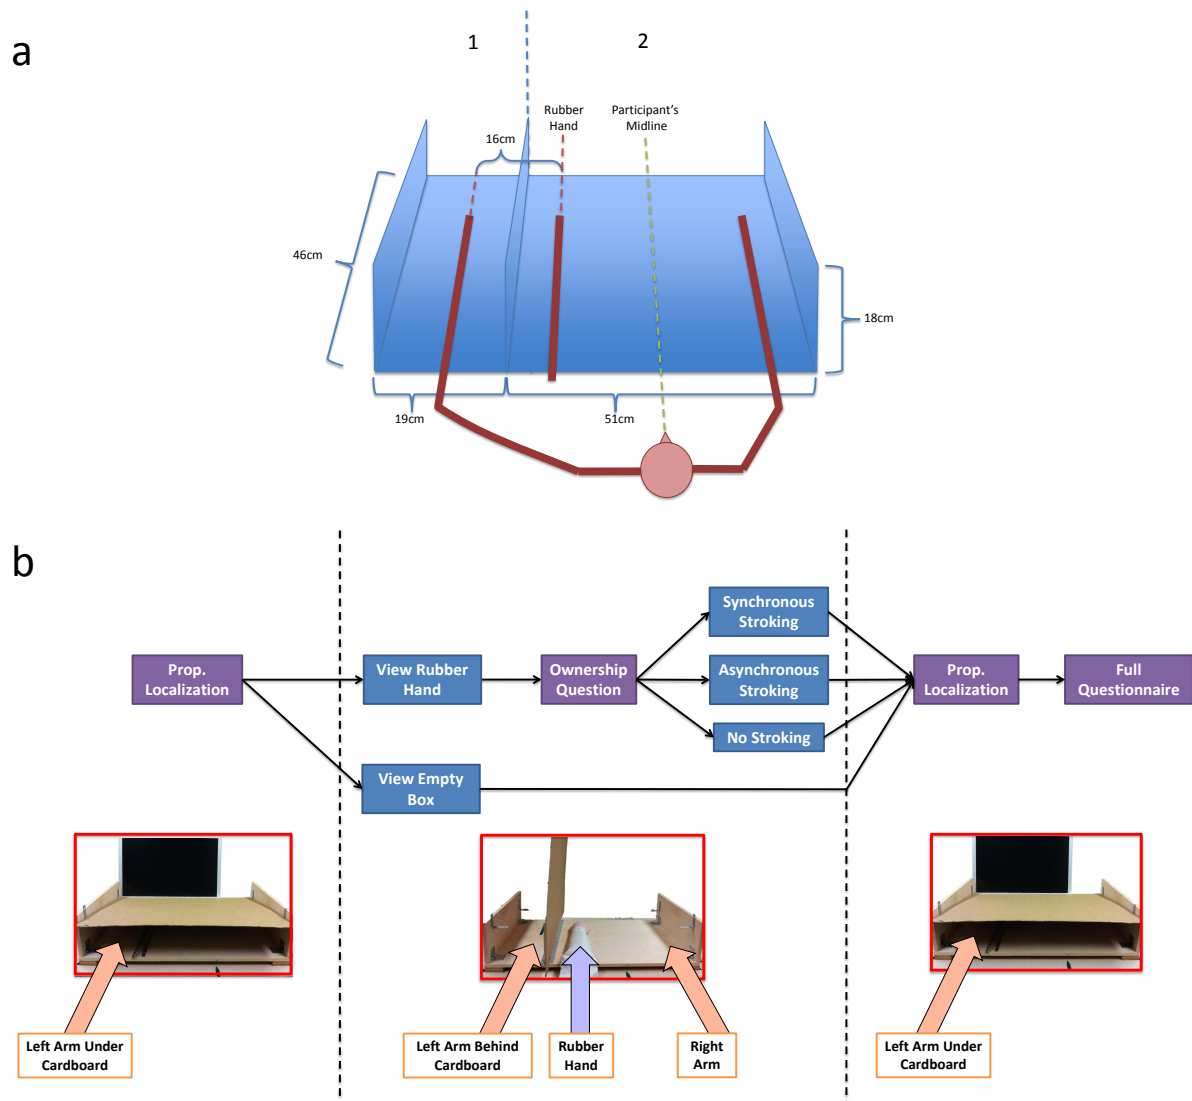 a
1
2
Rubber
Hand
Participant's
Midline
16cm
46cm
18cm
19cm
51cm
b
Synchronous
Stroking
Prop.
Localization
View Rubber
Hand
Ownership
Question
Asynchronous
Stroking
Prop.
Localization
Full
Questionnaire
No Stroking
View Empty
Box
Left Arm Under
Cardboard
Left Arm Behind
Cardboard
Rubber
Hand
Right
Arm
Left Arm Under
Cardboard